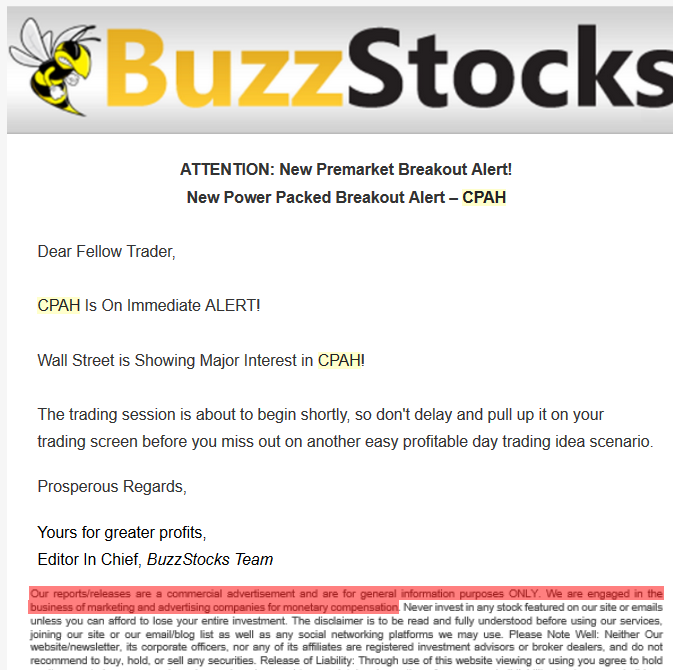 BuzzStocks
ATTENTION: New Premarket Breakout Alert!
New Power Packed Breakout Alert – CPAH
Dear Fellow Trader,
CPAH Is On Immediate ALERT!
Wall Street is Showing Major Interest in CPAH!
The trading session is about to begin shortly, so don't delay and pull up it on your
trading screen before you miss out on another easy profitable day trading idea scenario.
Prosperous Regards,
Yours for greater profits,
Editor In Chief, BuzzStocks Team
Our reports/releases are a commercial advertisement and are for general information purposes ONLY. We are engaged in the
business of marketing and advertising companies for monetary compensation. Never invest in any stock featured on our site or emails
unless you can afford to lose your entire investment. The disclaimer is to be read and fully understood before using our services,
joining our site or our email/blog list as well as any social networking platforms we may use. Please Note Well: Neither Our
website/newsletter, its corporate officers, nor any of its affiliates are registered investment advisors or broker dealers, and do not
recommend to buy, hold, or sell any securities. Release of Liability: Through use of this website viewing or using you agree to hold